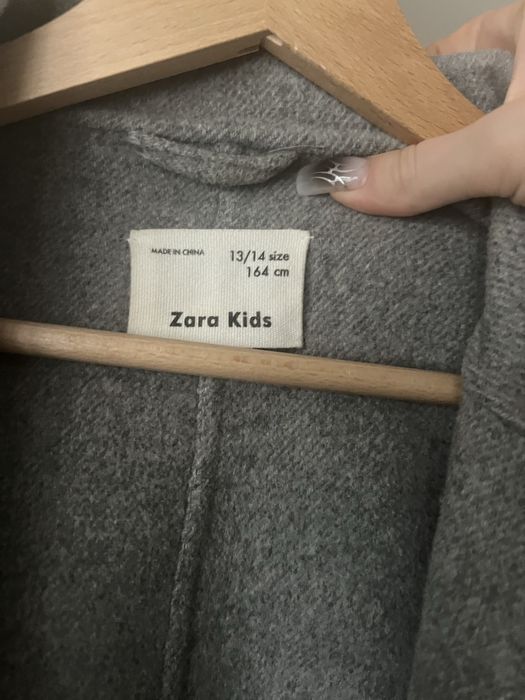 MADE IN CHINA
13/14 size
164 cm
Zara Kids